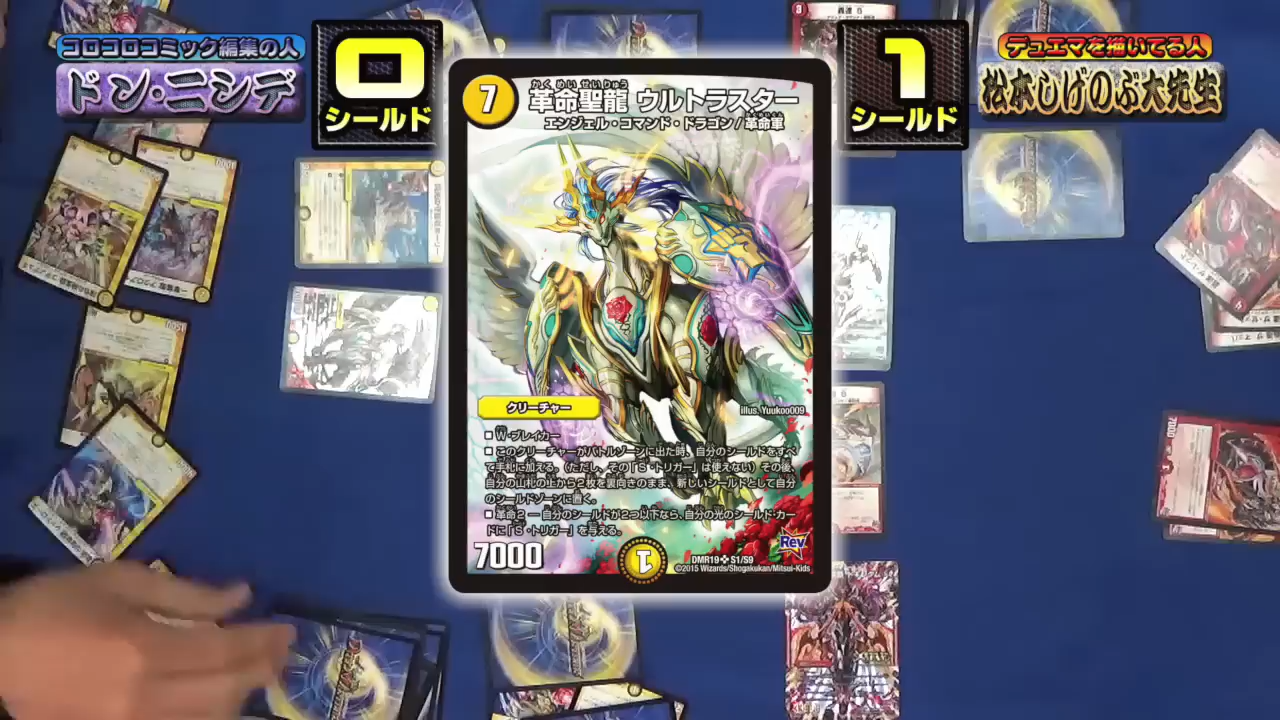 コロコロコミック編集の人
ドン・ニシデ
0
シールド
1
シールド
デュエマを描いてる人
松本しげのぶ大先生
7
かくめいせいりゅう
革命聖龍 ウルトラスター
エンジェル・コマンド・ドラゴン/革命軍
クリーチャー
illus. Yuukoo009
■W・ブレイカー
■このクリーチャーがバトルゾーンに出た時、自分のシールドをすべ
て手札に加える。(ただし、その「S・トリガー」は使えない)その後、
自分の山札の上から2枚を裏向きのまま、新しいシールドとして自分
のシールドゾーンに置く。
■革命2 ― 自分のシールドが2つ以下なら、自分の光のシールド・カー
ドに「S・トリガー」を与える。
7000
1
Rev
DMR19 S1/S9
©2015 Wizards/Shogakukan/Mitsui-Kids
7000